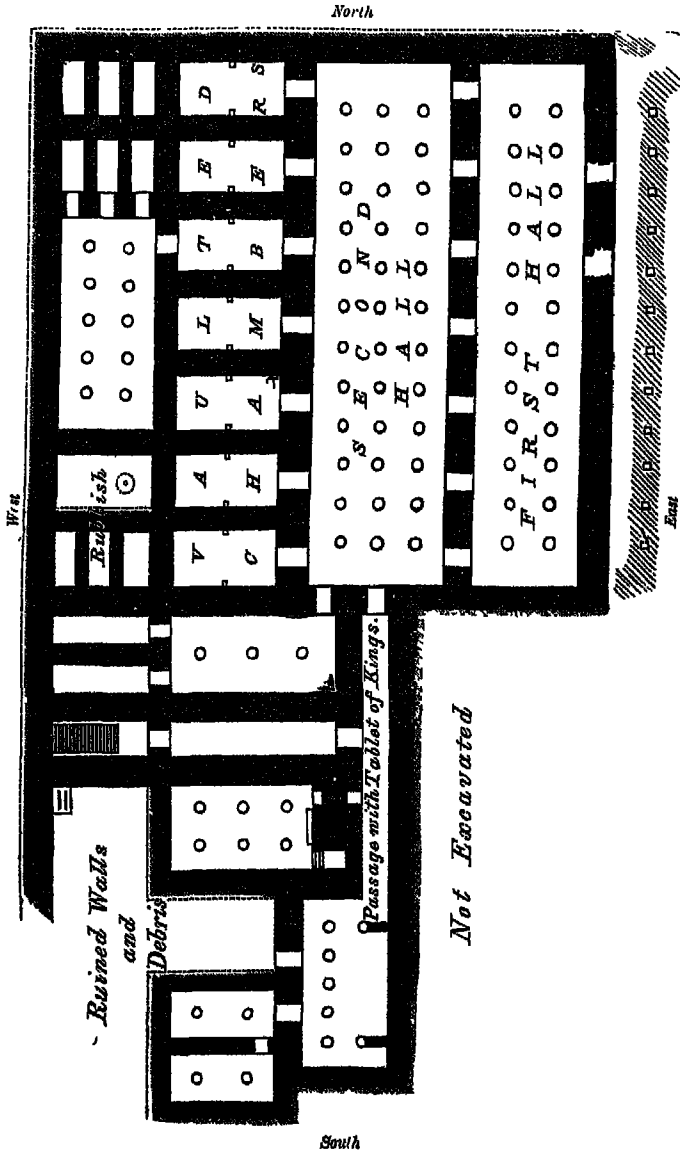 North
VAULTED
CHAMBERS
SECOND
HALL
FIRST HALL
West
East
Rubbish
Passage with Tablet of Kings.
Not Excavated
Ruined Walls
and
Debris
South